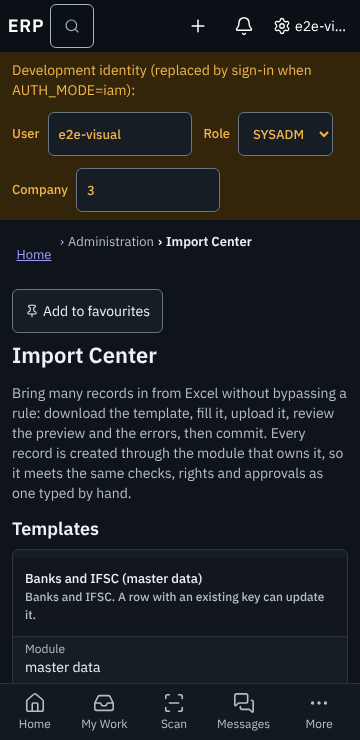 ERP
e2e-vi...
Development identity (replaced by sign-in when
AUTH_MODE=iam):
User e2e-visual Role SYSADM
Company 3
Home › Administration › Import Center
Add to favourites
Import Center
Bring many records in from Excel without bypassing a
rule: download the template, fill it, upload it, review
the preview and the errors, then commit. Every
record is created through the module that owns it, so
it meets the same checks, rights and approvals as
one typed by hand.
Templates
Banks and IFSC (master data)
Banks and IFSC. A row with an existing key can update
it.
Module
master data
Home My Work Scan Messages More